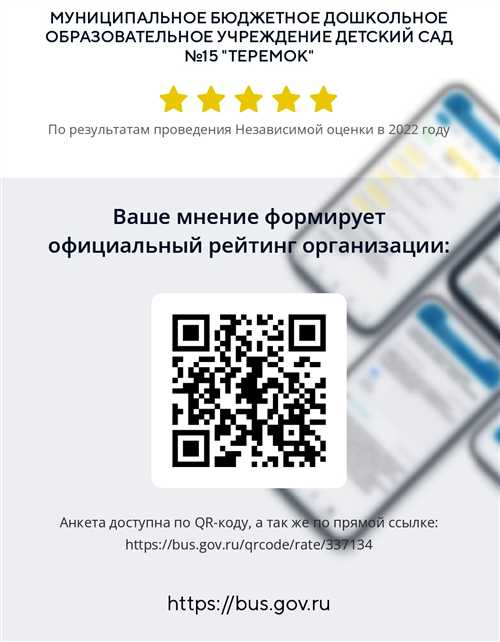 МУНИЦИПАЛЬНОЕ БЮДЖЕТНОЕ ДОШКОЛЬНОЕ
ОБРАЗОВАТЕЛЬНОЕ УЧРЕЖДЕНИЕ ДЕТСКИЙ САД
№15 "ТЕРЕМОК"
По результатам проведения Независимой оценки в 2022 году
Ваше мнение формирует
официальный рейтинг организации:
Анкета доступна по QR-коду, а так же по прямой ссылке:
https://bus.gov.ru/qrcode/rate/337134
https://bus.gov.ru